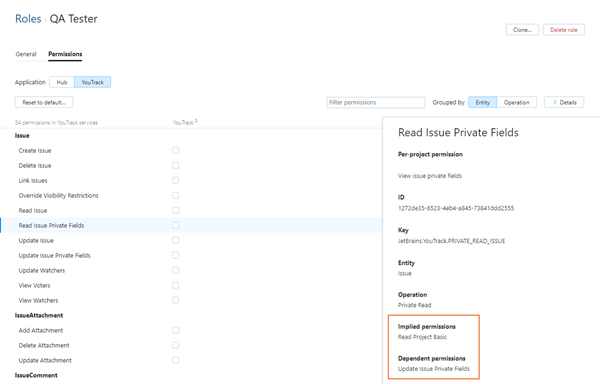 Roles › QA Tester
Clone...
Delete role
General
Permissions
Application
Hub
YouTrack
Reset to default...
Filter permissions
Grouped by
Entity
Operation
> Details
34 permissions in YouTrack services
YouTrack
Issue
Create Issue
Delete Issue
Link Issues
Override Visibility Restrictions
Read Issue
Read Issue Private Fields
Update Issue
Update Issue Private Fields
Update Watchers
View Voters
View Watchers
IssueAttachment
Add Attachment
Delete Attachment
Update Attachment
IssueComment
Read Issue Private Fields
Per-project permission
View issue private fields
ID
1272de35-6523-4eb4-a845-73841ddd2555
Key
JetBrains.YouTrack.PRIVATE_READ_ISSUE
Entity
Issue
Operation
Private Read
Implied permissions
Read Project Basic
Dependent permissions
Update Issue Private Fields